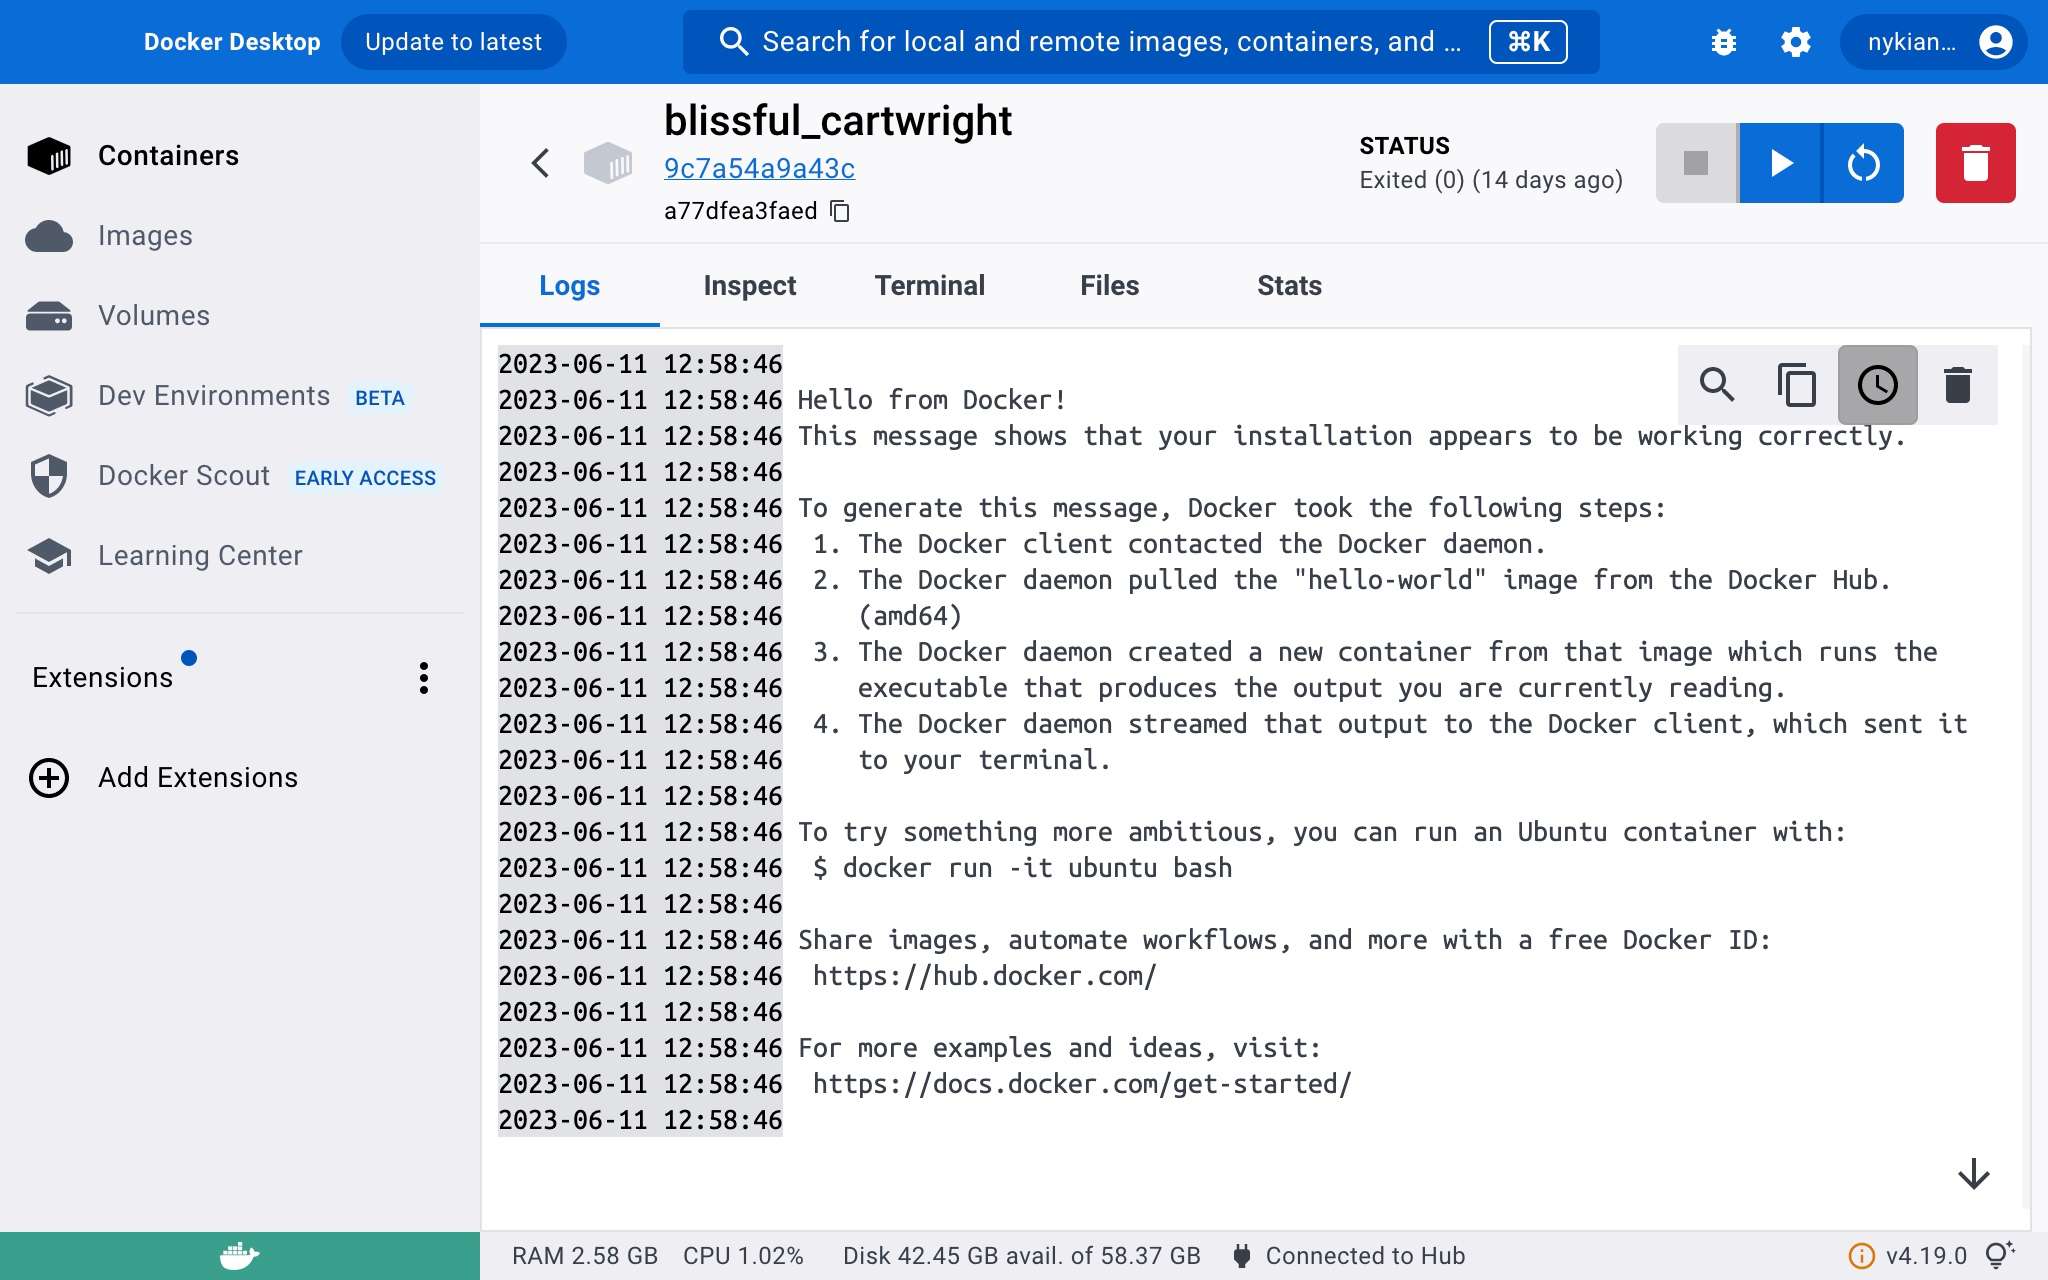 Docker Desktop Update to latest Search for local and remote images, containers, and ... ⌘K nykian...
Containers
Images
Volumes
Dev Environments BETA
Docker Scout EARLY ACCESS
Learning Center
Extensions
Add Extensions
blissful_cartwright
9c7a54a9a43c
a77dfea3faed
STATUS
Exited (0) (14 days ago)
Logs Inspect Terminal Files Stats
2023-06-11 12:58:46
2023-06-11 12:58:46 Hello from Docker!
2023-06-11 12:58:46 This message shows that your installation appears to be working correctly.
2023-06-11 12:58:46
2023-06-11 12:58:46 To generate this message, Docker took the following steps:
2023-06-11 12:58:46  1. The Docker client contacted the Docker daemon.
2023-06-11 12:58:46  2. The Docker daemon pulled the "hello-world" image from the Docker Hub.
2023-06-11 12:58:46     (amd64)
2023-06-11 12:58:46  3. The Docker daemon created a new container from that image which runs the
2023-06-11 12:58:46     executable that produces the output you are currently reading.
2023-06-11 12:58:46  4. The Docker daemon streamed that output to the Docker client, which sent it
2023-06-11 12:58:46     to your terminal.
2023-06-11 12:58:46
2023-06-11 12:58:46 To try something more ambitious, you can run an Ubuntu container with:
2023-06-11 12:58:46  $ docker run -it ubuntu bash
2023-06-11 12:58:46
2023-06-11 12:58:46 Share images, automate workflows, and more with a free Docker ID:
2023-06-11 12:58:46  https://hub.docker.com/
2023-06-11 12:58:46
2023-06-11 12:58:46 For more examples and ideas, visit:
2023-06-11 12:58:46  https://docs.docker.com/get-started/
2023-06-11 12:58:46
RAM 2.58 GB CPU 1.02% Disk 42.45 GB avail. of 58.37 GB Connected to Hub v4.19.0